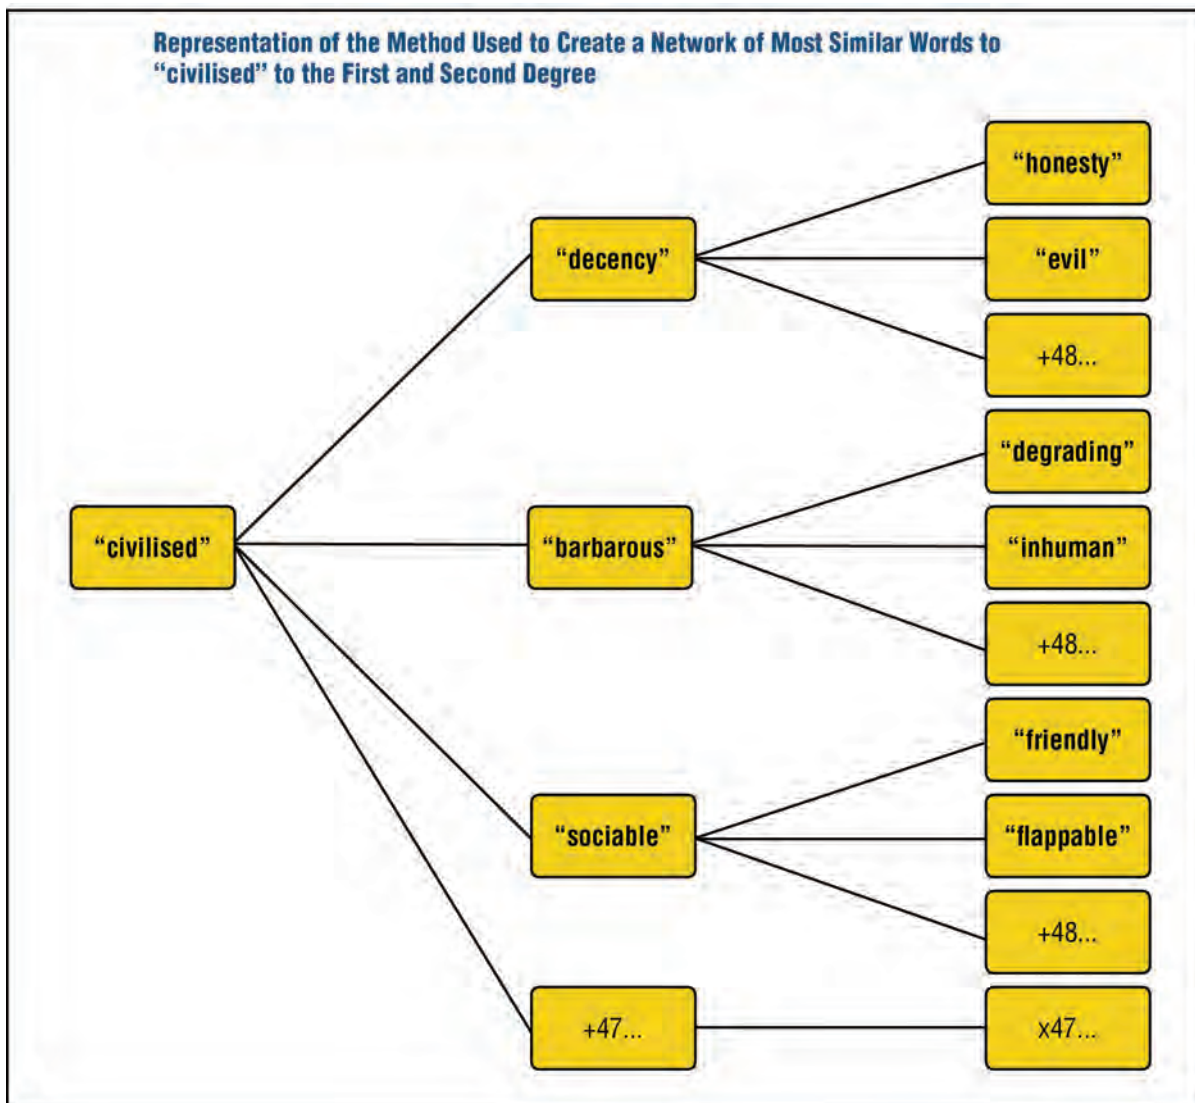 Representation of the Method Used to Create a Network of Most Similar Words to
“civilised” to the First and Second Degree
“honesty”
“decency”
“evil”
+48...
“degrading”
“civilised”
“barbarous”
“inhuman”
+48...
“friendly”
“sociable”
“flappable”
+48...
+47...
x47...